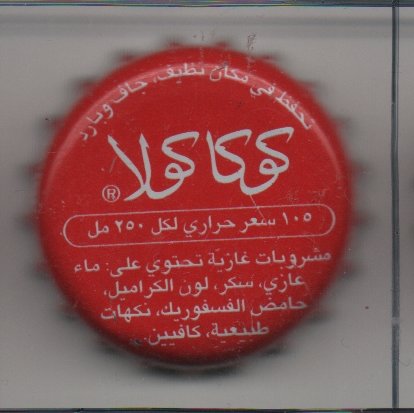 تحفظ في مكان نظيف، جاف وبارد
كوكا كولا ®
١٠٥ سعر حراري لكل ٢٥٠ مل
مشروبات غازية تحتوي على: ماء
غازي، سكر، لون الكراميل،
حامض الفسفوريك، نكهات
طبيعية، كافيين.